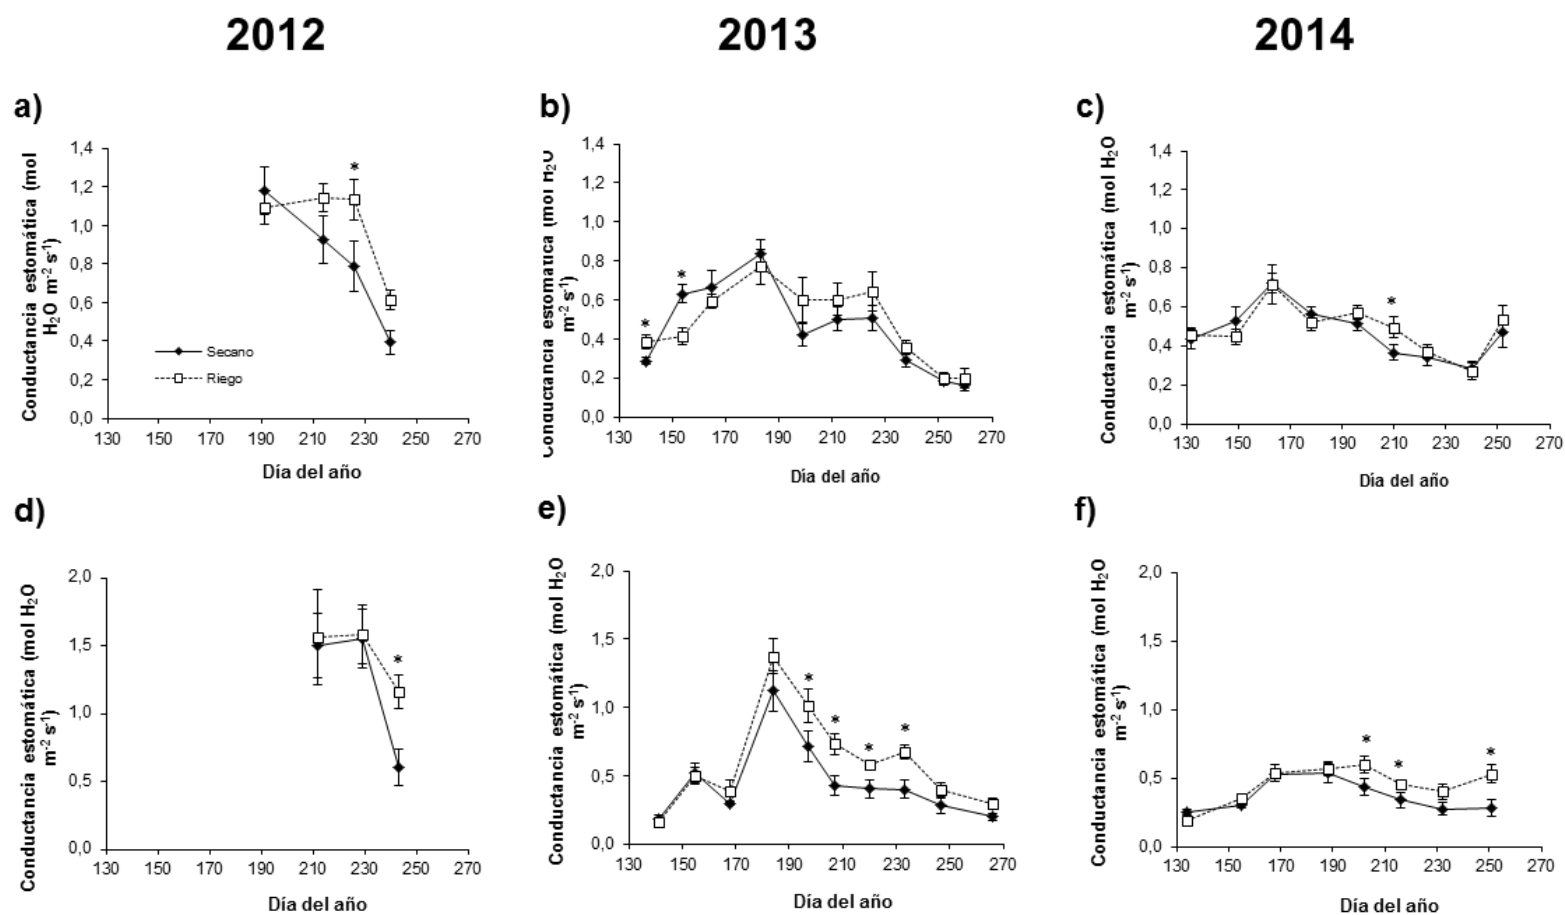 2012
2013
2014
a)
Conductancia estomática (mol
H₂O m⁻² s⁻¹)
1,4
1,2
1,0
0,8
0,6
0,4
0,2
0,0
*
Secano
Riego
130 150 170 190 210 230 250 270
Día del año
b)
Conductancia estomática (mol H₂O
m⁻² s⁻¹)
1,4
1,2
1,0
0,8
0,6
0,4
0,2
0,0
*
*
130 150 170 190 210 230 250 270
Día del año
c)
Conductancia estomática (mol H₂O
m⁻² s⁻¹)
1,4
1,2
1,0
0,8
0,6
0,4
0,2
0,0
*
130 150 170 190 210 230 250 270
Día del año
d)
Conductancia estomática (mol H₂O
m⁻² s⁻¹)
2,0
1,5
1,0
0,5
0,0
*
130 150 170 190 210 230 250 270
Día del año
e)
Conductancia estomática (mol H₂O
m⁻² s⁻¹)
2,0
1,5
1,0
0,5
0,0
* * * *
130 150 170 190 210 230 250 270
Día del año
f)
Conductancia estomática (mol H₂O
m⁻² s⁻¹)
2,0
1,5
1,0
0,5
0,0
* * *
130 150 170 190 210 230 250 270
Día del año